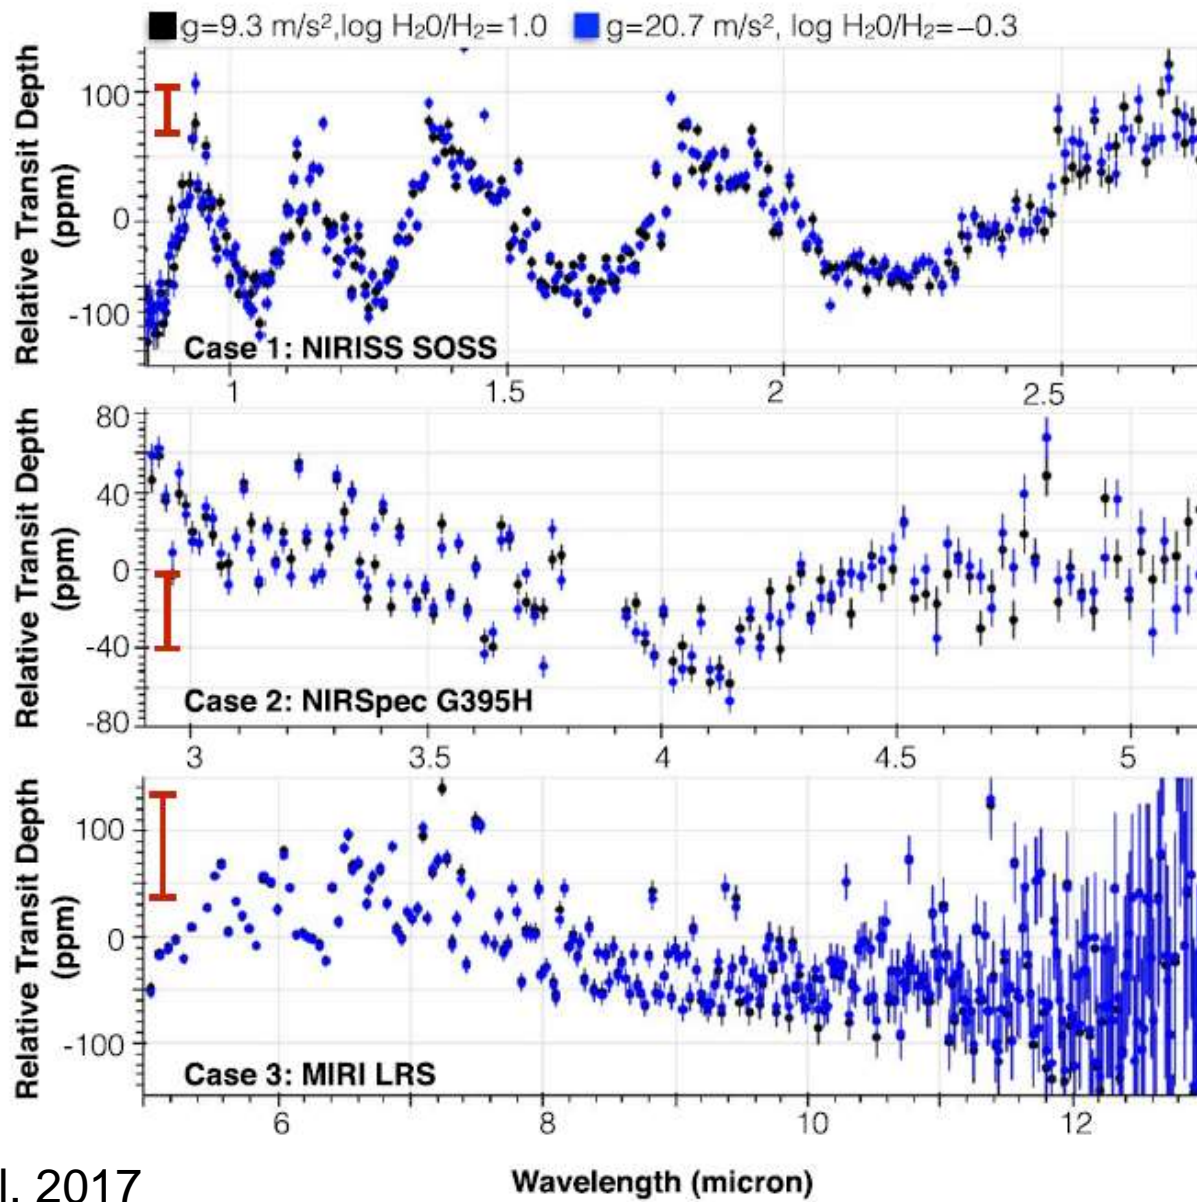 g=9.3 m/s²,log H₂0/H₂=1.0 g=20.7 m/s², log H₂0/H₂=−0.3
Relative Transit Depth
(ppm)
100
0
-100
Case 1: NIRISS SOSS
1 1.5 2 2.5
Relative Transit Depth
(ppm)
80
40
0
-40
-80
Case 2: NIRSpec G395H
3 3.5 4 4.5 5
Relative Transit Depth
(ppm)
100
0
-100
Case 3: MIRI LRS
6 8 10 12
Wavelength (micron)
l. 2017